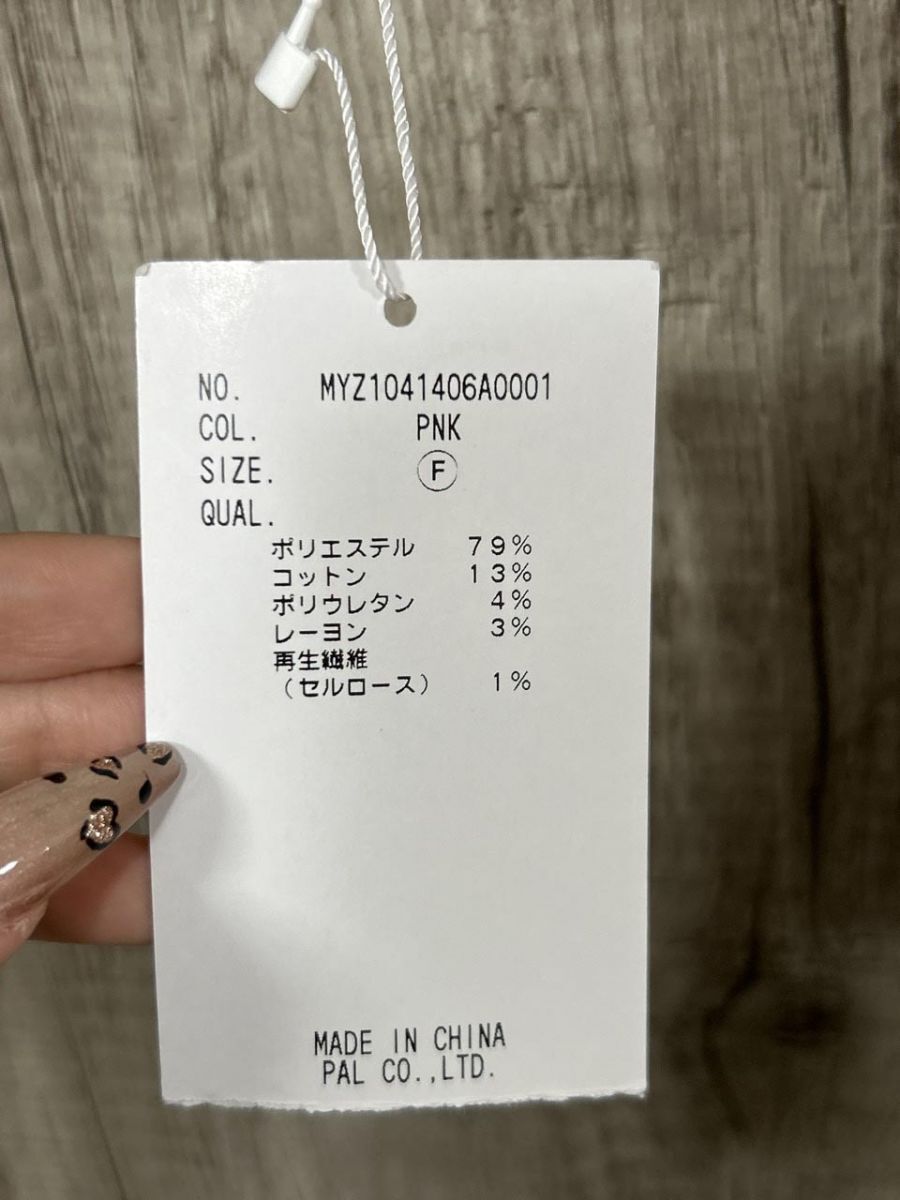 NO. MYZ1041406A0001
COL. PNK
SIZE. F
QUAL.
ポリエステル 79%
コットン 13%
ポリウレタン 4%
レーヨン 3%
再生繊維
(セルロース) 1%
MADE IN CHINA
PAL CO.,LTD.